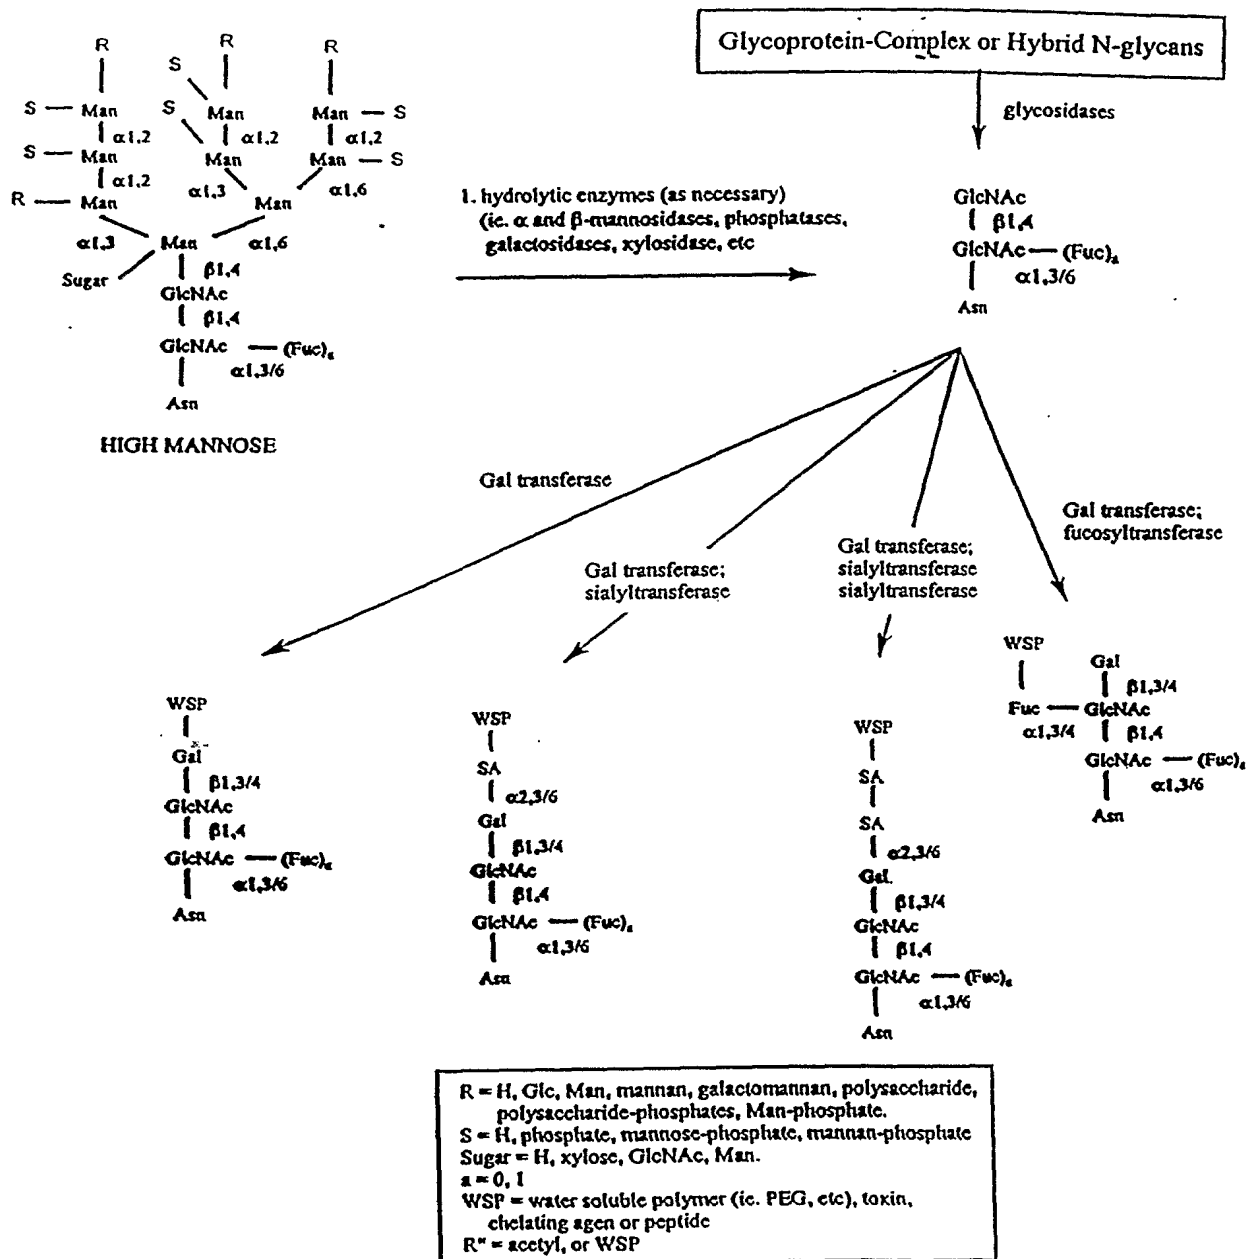 Glycoprotein-Complex or Hybrid N-glycans
glycosidases
R
R
R
S
S
S — Man
Man
Man — S
α1,2
α1,2
α1,2
S — Man
Man
Man — S
α1,2
α1,3
α1,6
R — Man
Man
α1,3
Man
α1,6
Sugar
β1,4
GlcNAc
β1,4
GlcNAc — (Fuc)a
α1,3/6
Asn
HIGH MANNOSE
1. hydrolytic enzymes (as necessary)
(ie. α and β-mannosidases, phosphatases,
galactosidases, xylosidase, etc
GlcNAc
β1,4
GlcNAc — (Fuc)a
α1,3/6
Asn
Gal transferase
Gal transferase;
sialyltransferase
Gal transferase;
sialyltransferase
sialyltransferase
Gal transferase;
fucosyltransferase
WSP
Gal
β1,3/4
GlcNAc
β1,4
GlcNAc — (Fuc)a
α1,3/6
Asn
WSP
SA
α2,3/6
Gal
β1,3/4
GlcNAc
β1,4
GlcNAc — (Fuc)a
α1,3/6
Asn
WSP
SA
SA
α2,3/6
Gal
β1,3/4
GlcNAc
β1,4
GlcNAc — (Fuc)a
α1,3/6
Asn
WSP
Gal
β1,3/4
Fuc — GlcNAc
α1,3/4
β1,4
GlcNAc — (Fuc)a
α1,3/6
Asn
R = H, Glc, Man, mannan, galactomannan, polysaccharide,
polysaccharide-phosphates, Man-phosphate.
S = H, phosphate, mannose-phosphate, mannan-phosphate
Sugar = H, xylose, GlcNAc, Man.
a = 0, 1
WSP = water soluble polymer (ie. PEG, etc), toxin,
chelating agen or peptide
R" = acetyl, or WSP